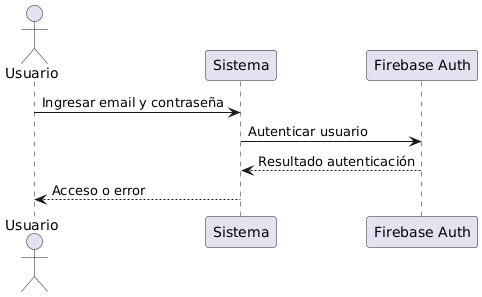 Usuario
Sistema
Firebase Auth
Ingresar email y contraseña
Autenticar usuario
Resultado autenticación
Acceso o error
Usuario
Sistema
Firebase Auth